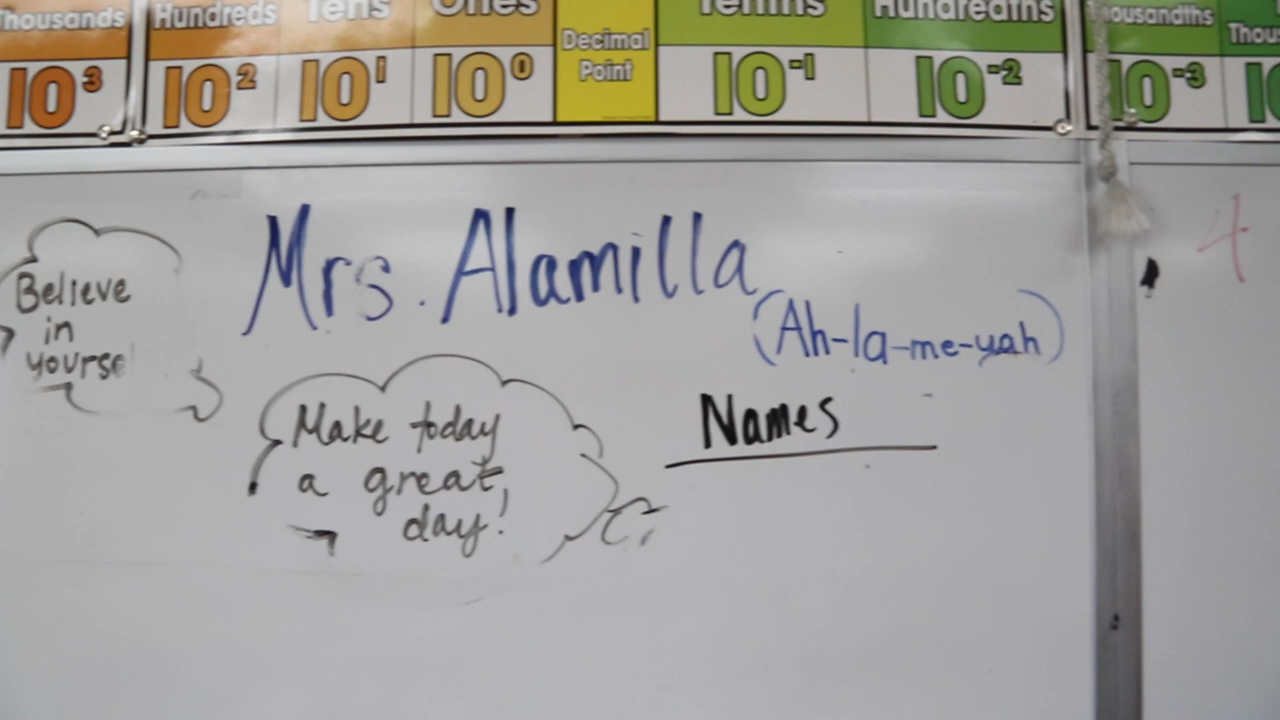 Thousands Hundreds Tens Ones Decimal Point Tenths Hundredths Thousandths
10³ 10² 10¹ 10⁰ 10⁻¹ 10⁻² 10⁻³
Mrs. Alamilla
(Ah-la-me-yah)
Believe
in
yourse
Make today
a great
day!
Names
4